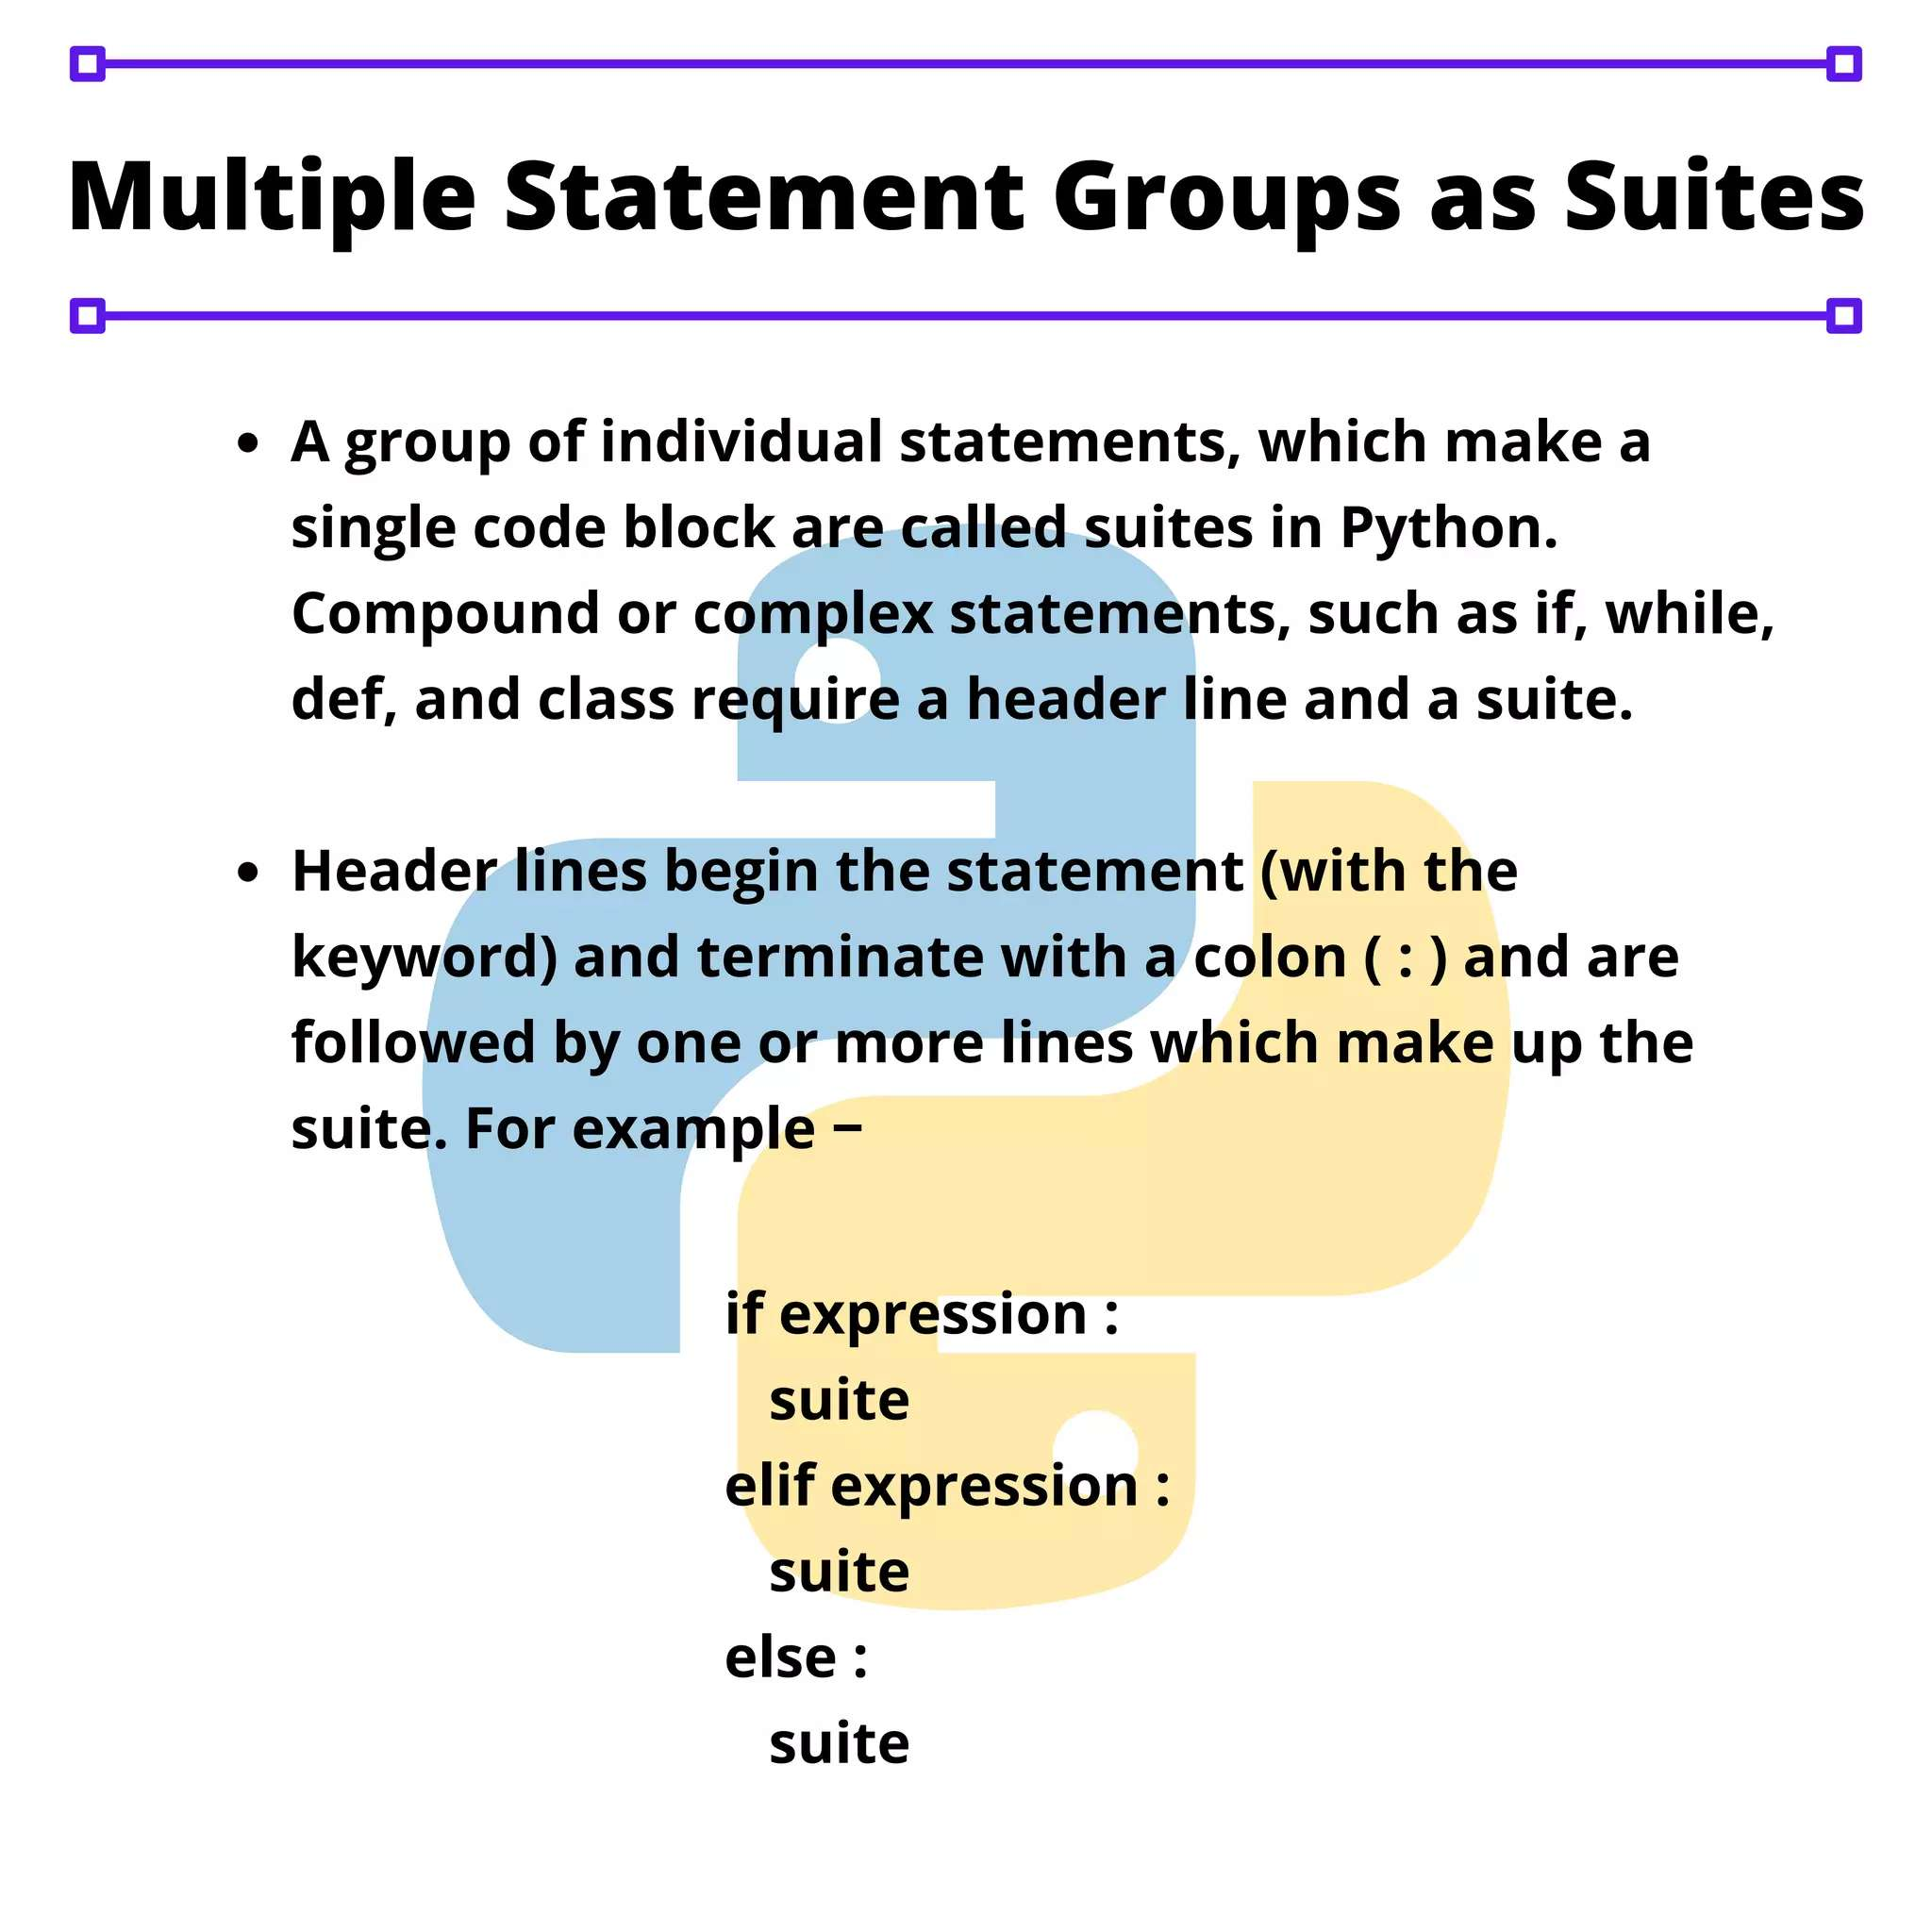 Multiple Statement Groups as Suites
• A group of individual statements, which make a
single code block are called suites in Python.
Compound or complex statements, such as if, while,
def, and class require a header line and a suite.
• Header lines begin the statement (with the
keyword) and terminate with a colon ( : ) and are
followed by one or more lines which make up the
suite. For example −
if expression :
   suite
elif expression :
   suite
else :
   suite